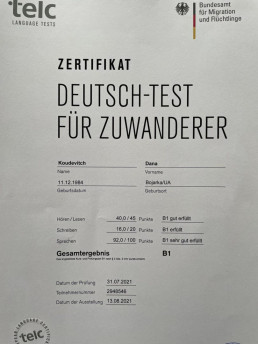 telc
LANGUAGE TESTS
Bundesamt
für Migration
und Flüchtlinge
ZERTIFIKAT
DEUTSCH-TEST
FÜR ZUWANDERER
Koudevitch Dana
Name Vorname
11.12.1984 Bojarka/UA
Geburtsdatum Geburtsort
Hören / Lesen 40,0 / 45 Punkte B1 gut erfüllt
Schreiben 16,0 / 20 Punkte B1 erfüllt
Sprechen 92,0 / 100 Punkte B1 sehr gut erfüllt
Gesamtergebnis B1
Datum der Prüfung 31.07.2021
Teilnehmernummer 2946546
Datum der Ausstellung 13.08.2021
telc